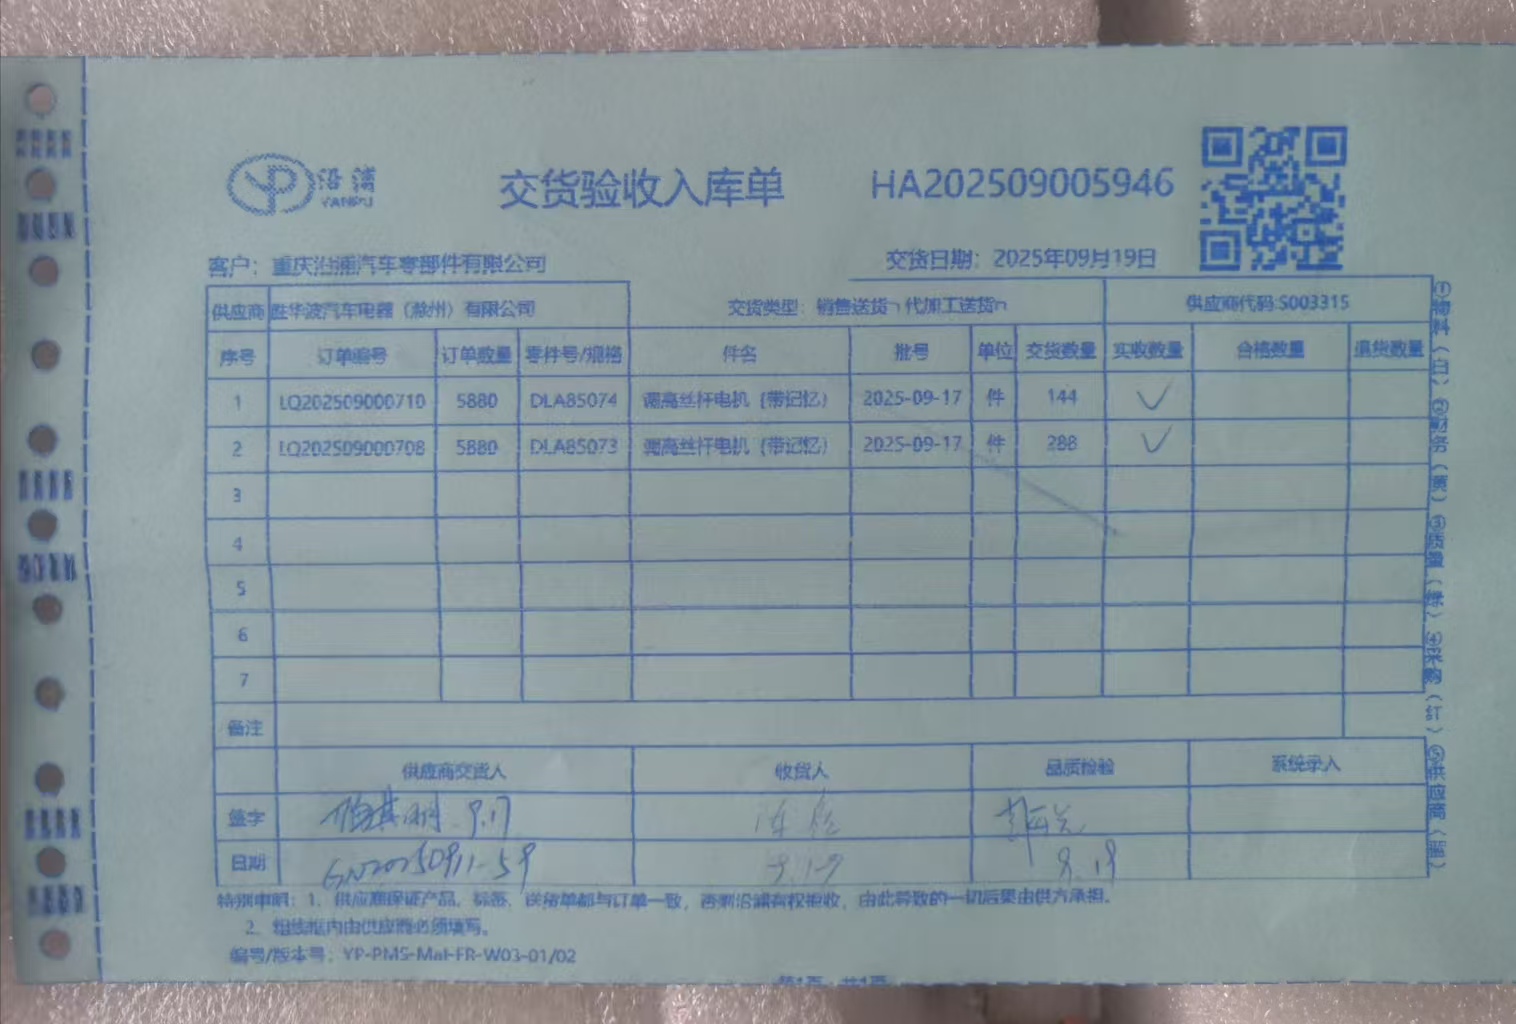 沿浦
YANPU
交货验收入库单
HA202509005946
客户：重庆沿浦汽车零部件有限公司
交货日期：2025年09月19日
供应商 胜华波汽车电器（滁州）有限公司 交货类型：销售送货 代加工送货 供应商代码:S003315
序号 订单编号 订单数量 零件号/规格 件名 批号 单位 交货数量 实收数量 合格数量 退货数量
1 LQ202509000710 5880 DLA85074 调高丝杆电机（带记忆） 2025-09-17 件 144 ✓
2 LQ202509000708 5880 DLA85073 调高丝杆电机（带记忆） 2025-09-17 件 288 ✓
3
4
5
6
7
备注
供应商交货人 收货人 品质检验 系统录入
签字 9.17
日期 9.19
特别申明：1、供应商保证产品、标签、送货单都与订单一致，否则沿浦有权拒收，由此导致的一切后果由供方承担。
2、粗线框内由供应商必须填写。
编号/版本号：YP-PMS-Mal-FR-W03-01/02
第1页 共1页
①物料（白）②财务（黄）③质量（绿）④采购（红）⑤供应商（蓝）